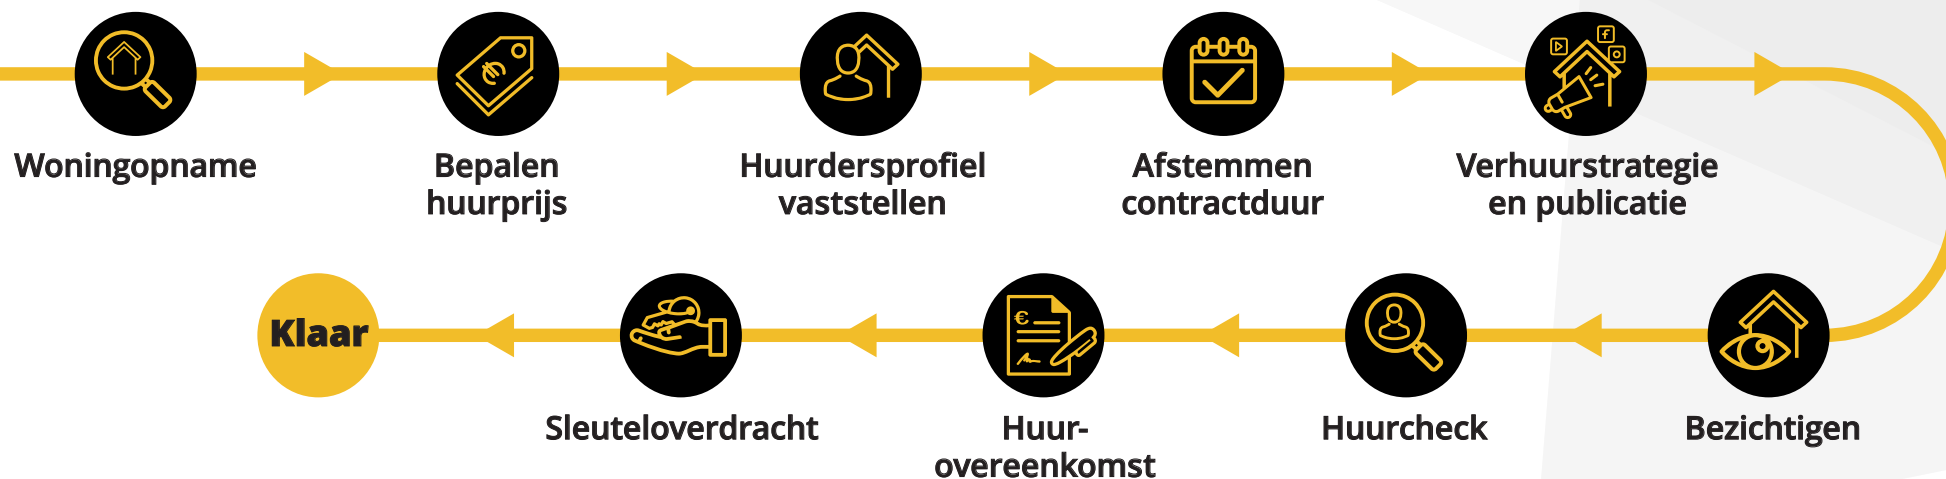 Woningopname
Bepalen
huurprijs
Huurdersprofiel
vaststellen
Afstemmen
contractduur
Verhuurstrategie
en publicatie
Bezichtigen
Huurcheck
Huur-
overeenkomst
Sleuteloverdracht
Klaar